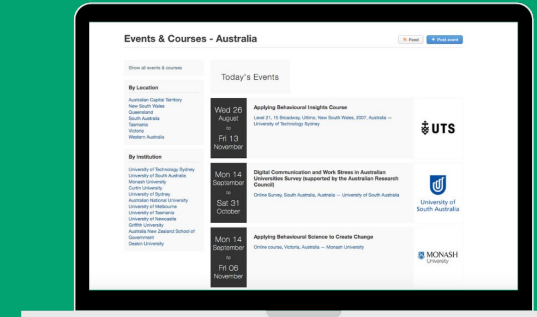 Events & Courses - Australia
Feed
+ Post event
Show all events & courses
By Location
Australian Capital Territory
New South Wales
Queensland
South Australia
Tasmania
Victoria
Western Australia
By Institution
University of Technology Sydney
University of South Australia
Monash University
Curtin University
University of Sydney
Australian National University
University of Melbourne
University of Tasmania
University of Newcastle
Griffith University
Australia New Zealand School of
Government
Deakin University
Today's Events
Wed 26
August
to
Fri 13
November
Applying Behavioural Insights Course
Level 21, 15 Broadway, Ultimo, New South Wales, 2007, Australia —
University of Technology Sydney
UTS
Mon 14
September
to
Sat 31
October
Digital Communication and Work Stress in Australian
Universities Survey (supported by the Australian Research
Council)
Online Survey, South Australia, Australia — University of South Australia
University of
South Australia
Mon 14
September
to
Fri 06
November
Applying Behavioural Science to Create Change
Online course, Victoria, Australia — Monash University
MONASH
University